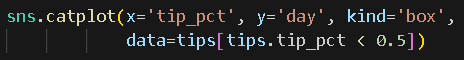 sns.catplot(x='tip_pct', y='day', kind='box',
            data=tips[tips.tip_pct < 0.5])